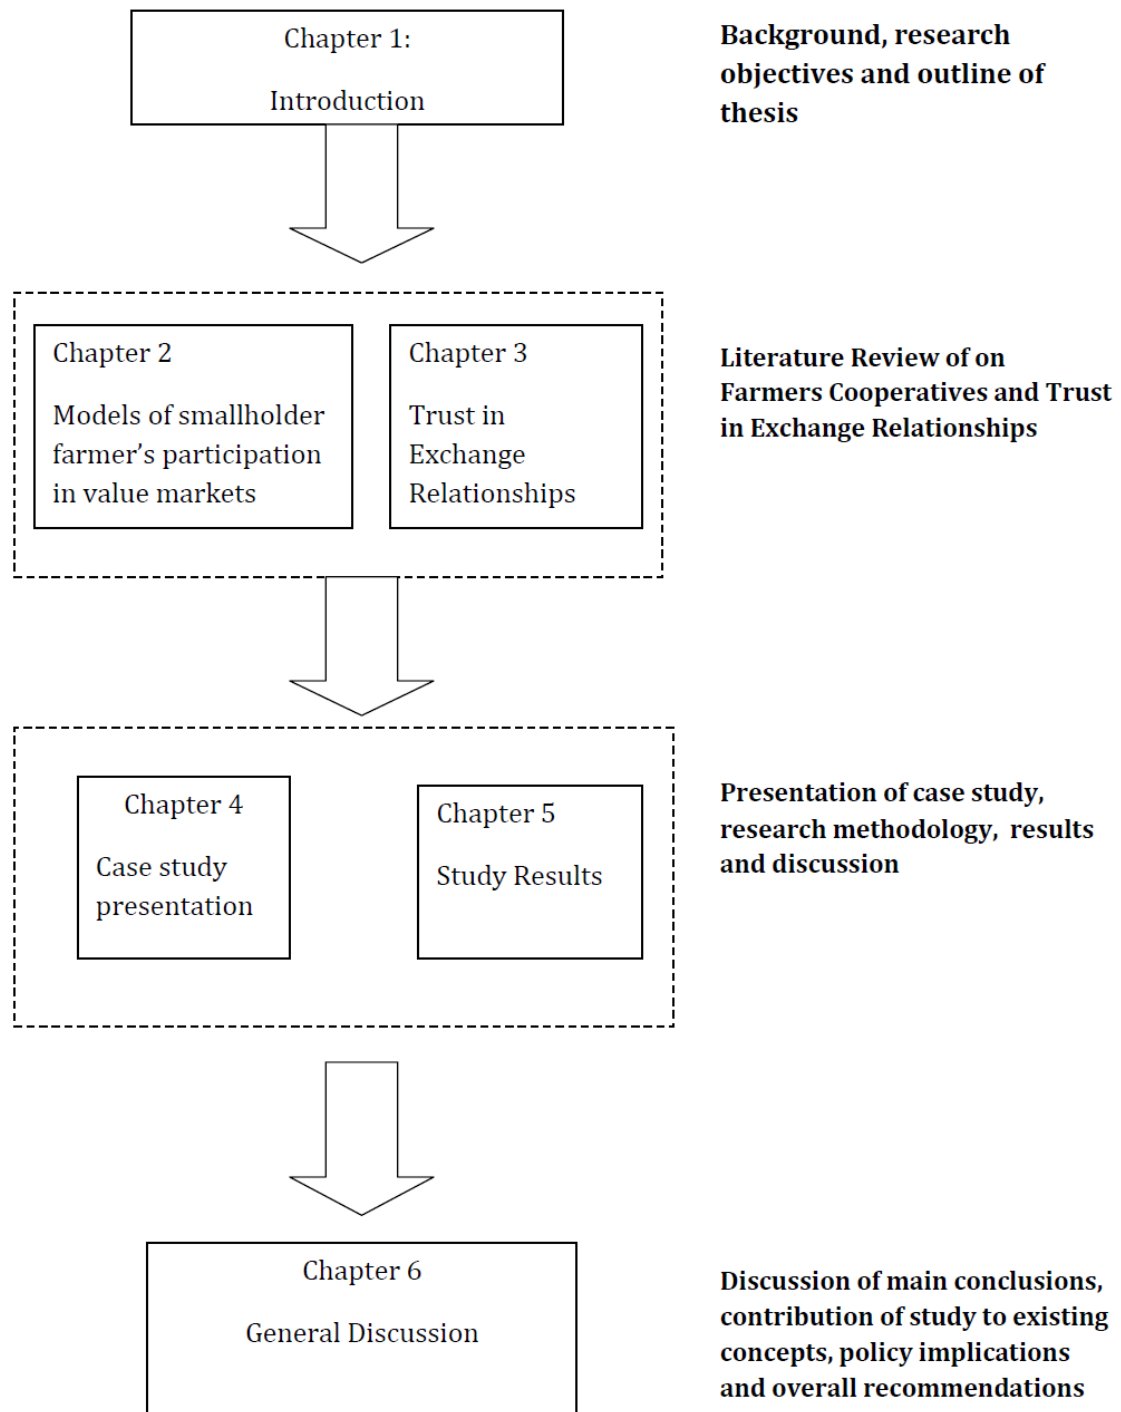 Chapter 1:
Introduction
Background, research
objectives and outline of
thesis
Chapter 2
Models of smallholder
farmer’s participation
in value markets
Chapter 3
Trust in
Exchange
Relationships
Literature Review of on
Farmers Cooperatives and Trust
in Exchange Relationships
Chapter 4
Case study
presentation
Chapter 5
Study Results
Presentation of case study,
research methodology, results
and discussion
Chapter 6
General Discussion
Discussion of main conclusions,
contribution of study to existing
concepts, policy implications
and overall recommendations